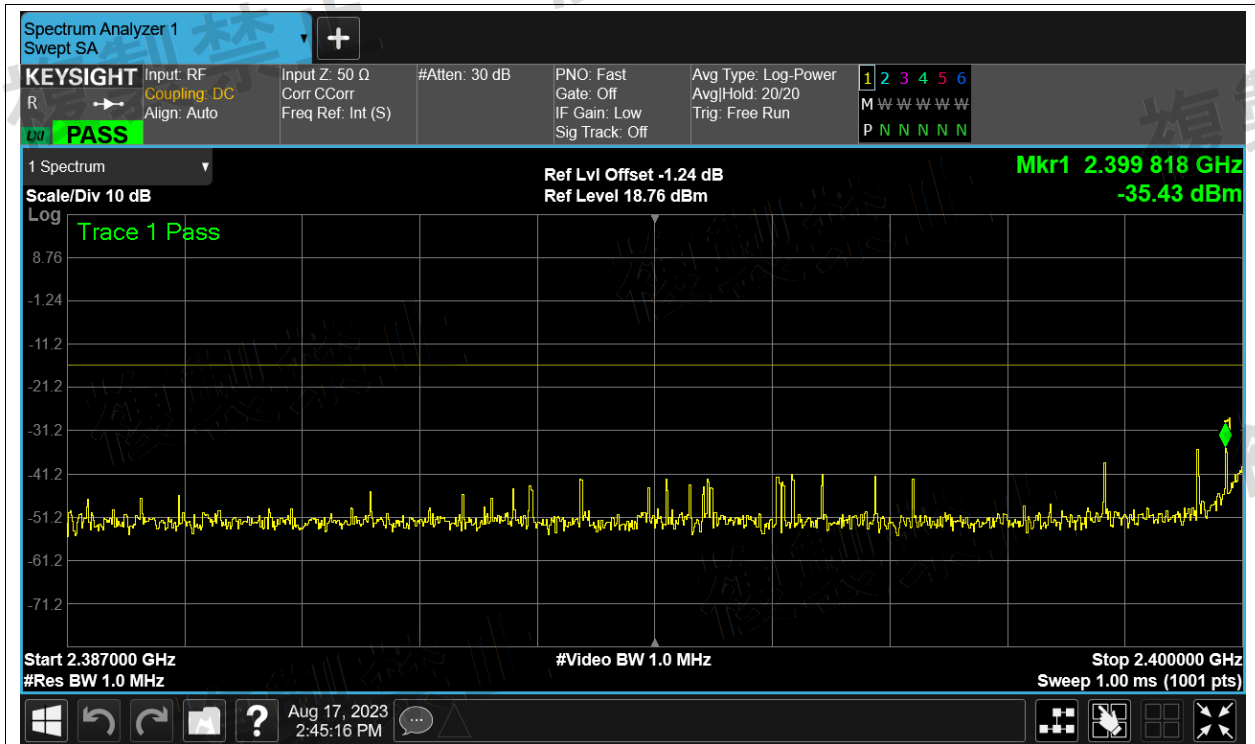 Spectrum Analyzer 1
Swept SA
KEYSIGHT
R
LXI
PASS
Input: RF
Coupling: DC
Align: Auto
Input Z: 50 Ω
Corr CCorr
Freq Ref: Int (S)
#Atten: 30 dB
PNO: Fast
Gate: Off
IF Gain: Low
Sig Track: Off
Avg Type: Log-Power
Avg|Hold: 20/20
Trig: Free Run
1 2 3 4 5 6
M W W W W W
P N N N N N
1 Spectrum
Scale/Div 10 dB
Ref Lvl Offset -1.24 dB
Ref Level 18.76 dBm
Mkr1 2.399 818 GHz
-35.43 dBm
Log
Trace 1 Pass
8.76
-1.24
-11.2
-21.2
-31.2
1
-41.2
-51.2
-61.2
-71.2
Start 2.387000 GHz
#Video BW 1.0 MHz
Stop 2.400000 GHz
#Res BW 1.0 MHz
Sweep 1.00 ms (1001 pts)
?
Aug 17, 2023
2:45:16 PM
複製禁止